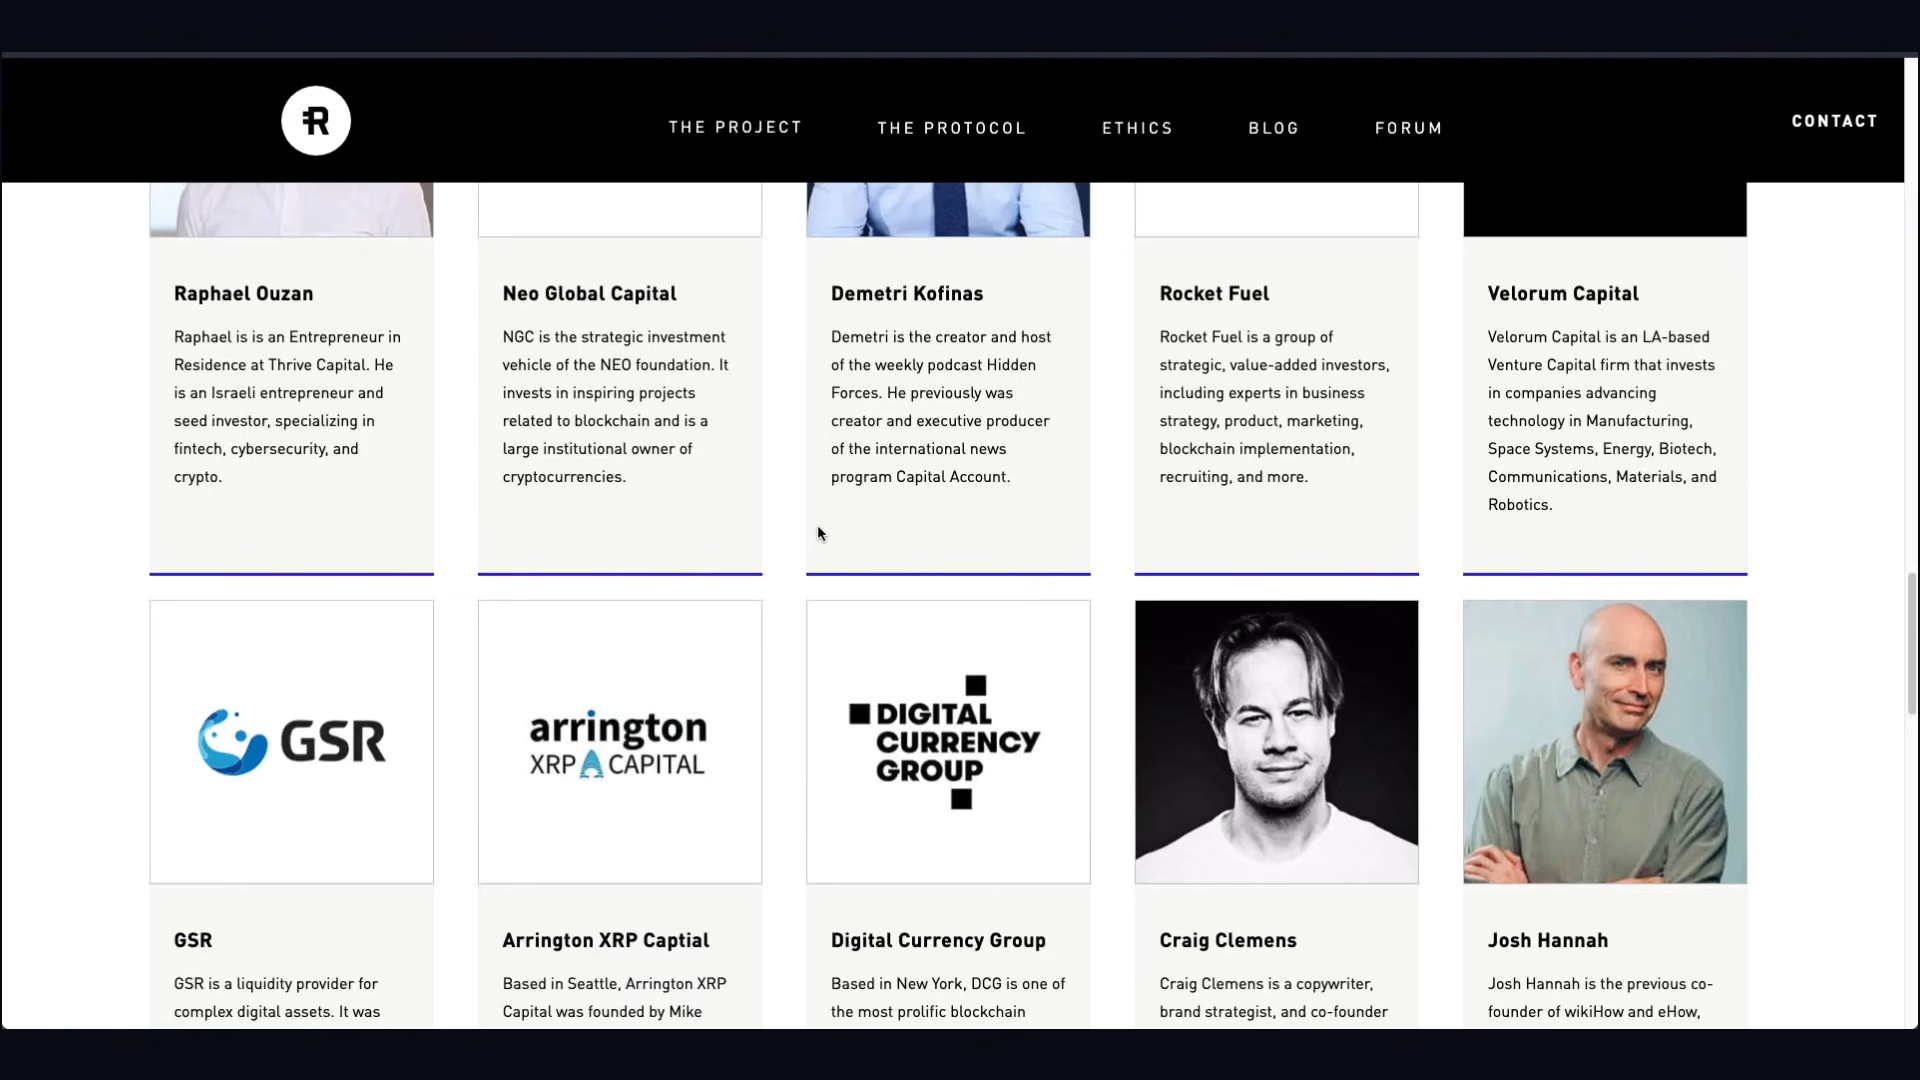 R
THE PROJECT
THE PROTOCOL
ETHICS
BLOG
FORUM
CONTACT
Raphael Ouzan
Raphael is is an Entrepreneur in
Residence at Thrive Capital. He
is an Israeli entrepreneur and
seed investor, specializing in
fintech, cybersecurity, and
crypto.
Neo Global Capital
NGC is the strategic investment
vehicle of the NEO foundation. It
invests in inspiring projects
related to blockchain and is a
large institutional owner of
cryptocurrencies.
Demetri Kofinas
Demetri is the creator and host
of the weekly podcast Hidden
Forces. He previously was
creator and executive producer
of the international news
program Capital Account.
Rocket Fuel
Rocket Fuel is a group of
strategic, value-added investors,
including experts in business
strategy, product, marketing,
blockchain implementation,
recruiting, and more.
Velorum Capital
Velorum Capital is an LA-based
Venture Capital firm that invests
in companies advancing
technology in Manufacturing,
Space Systems, Energy, Biotech,
Communications, Materials, and
Robotics.
GSR
arrington
XRP CAPITAL
DIGITAL
CURRENCY
GROUP
GSR
GSR is a liquidity provider for
complex digital assets. It was
Arrington XRP Captial
Based in Seattle, Arrington XRP
Capital was founded by Mike
Digital Currency Group
Based in New York, DCG is one of
the most prolific blockchain
Craig Clemens
Craig Clemens is a copywriter,
brand strategist, and co-founder
Josh Hannah
Josh Hannah is the previous co-
founder of wikiHow and eHow,